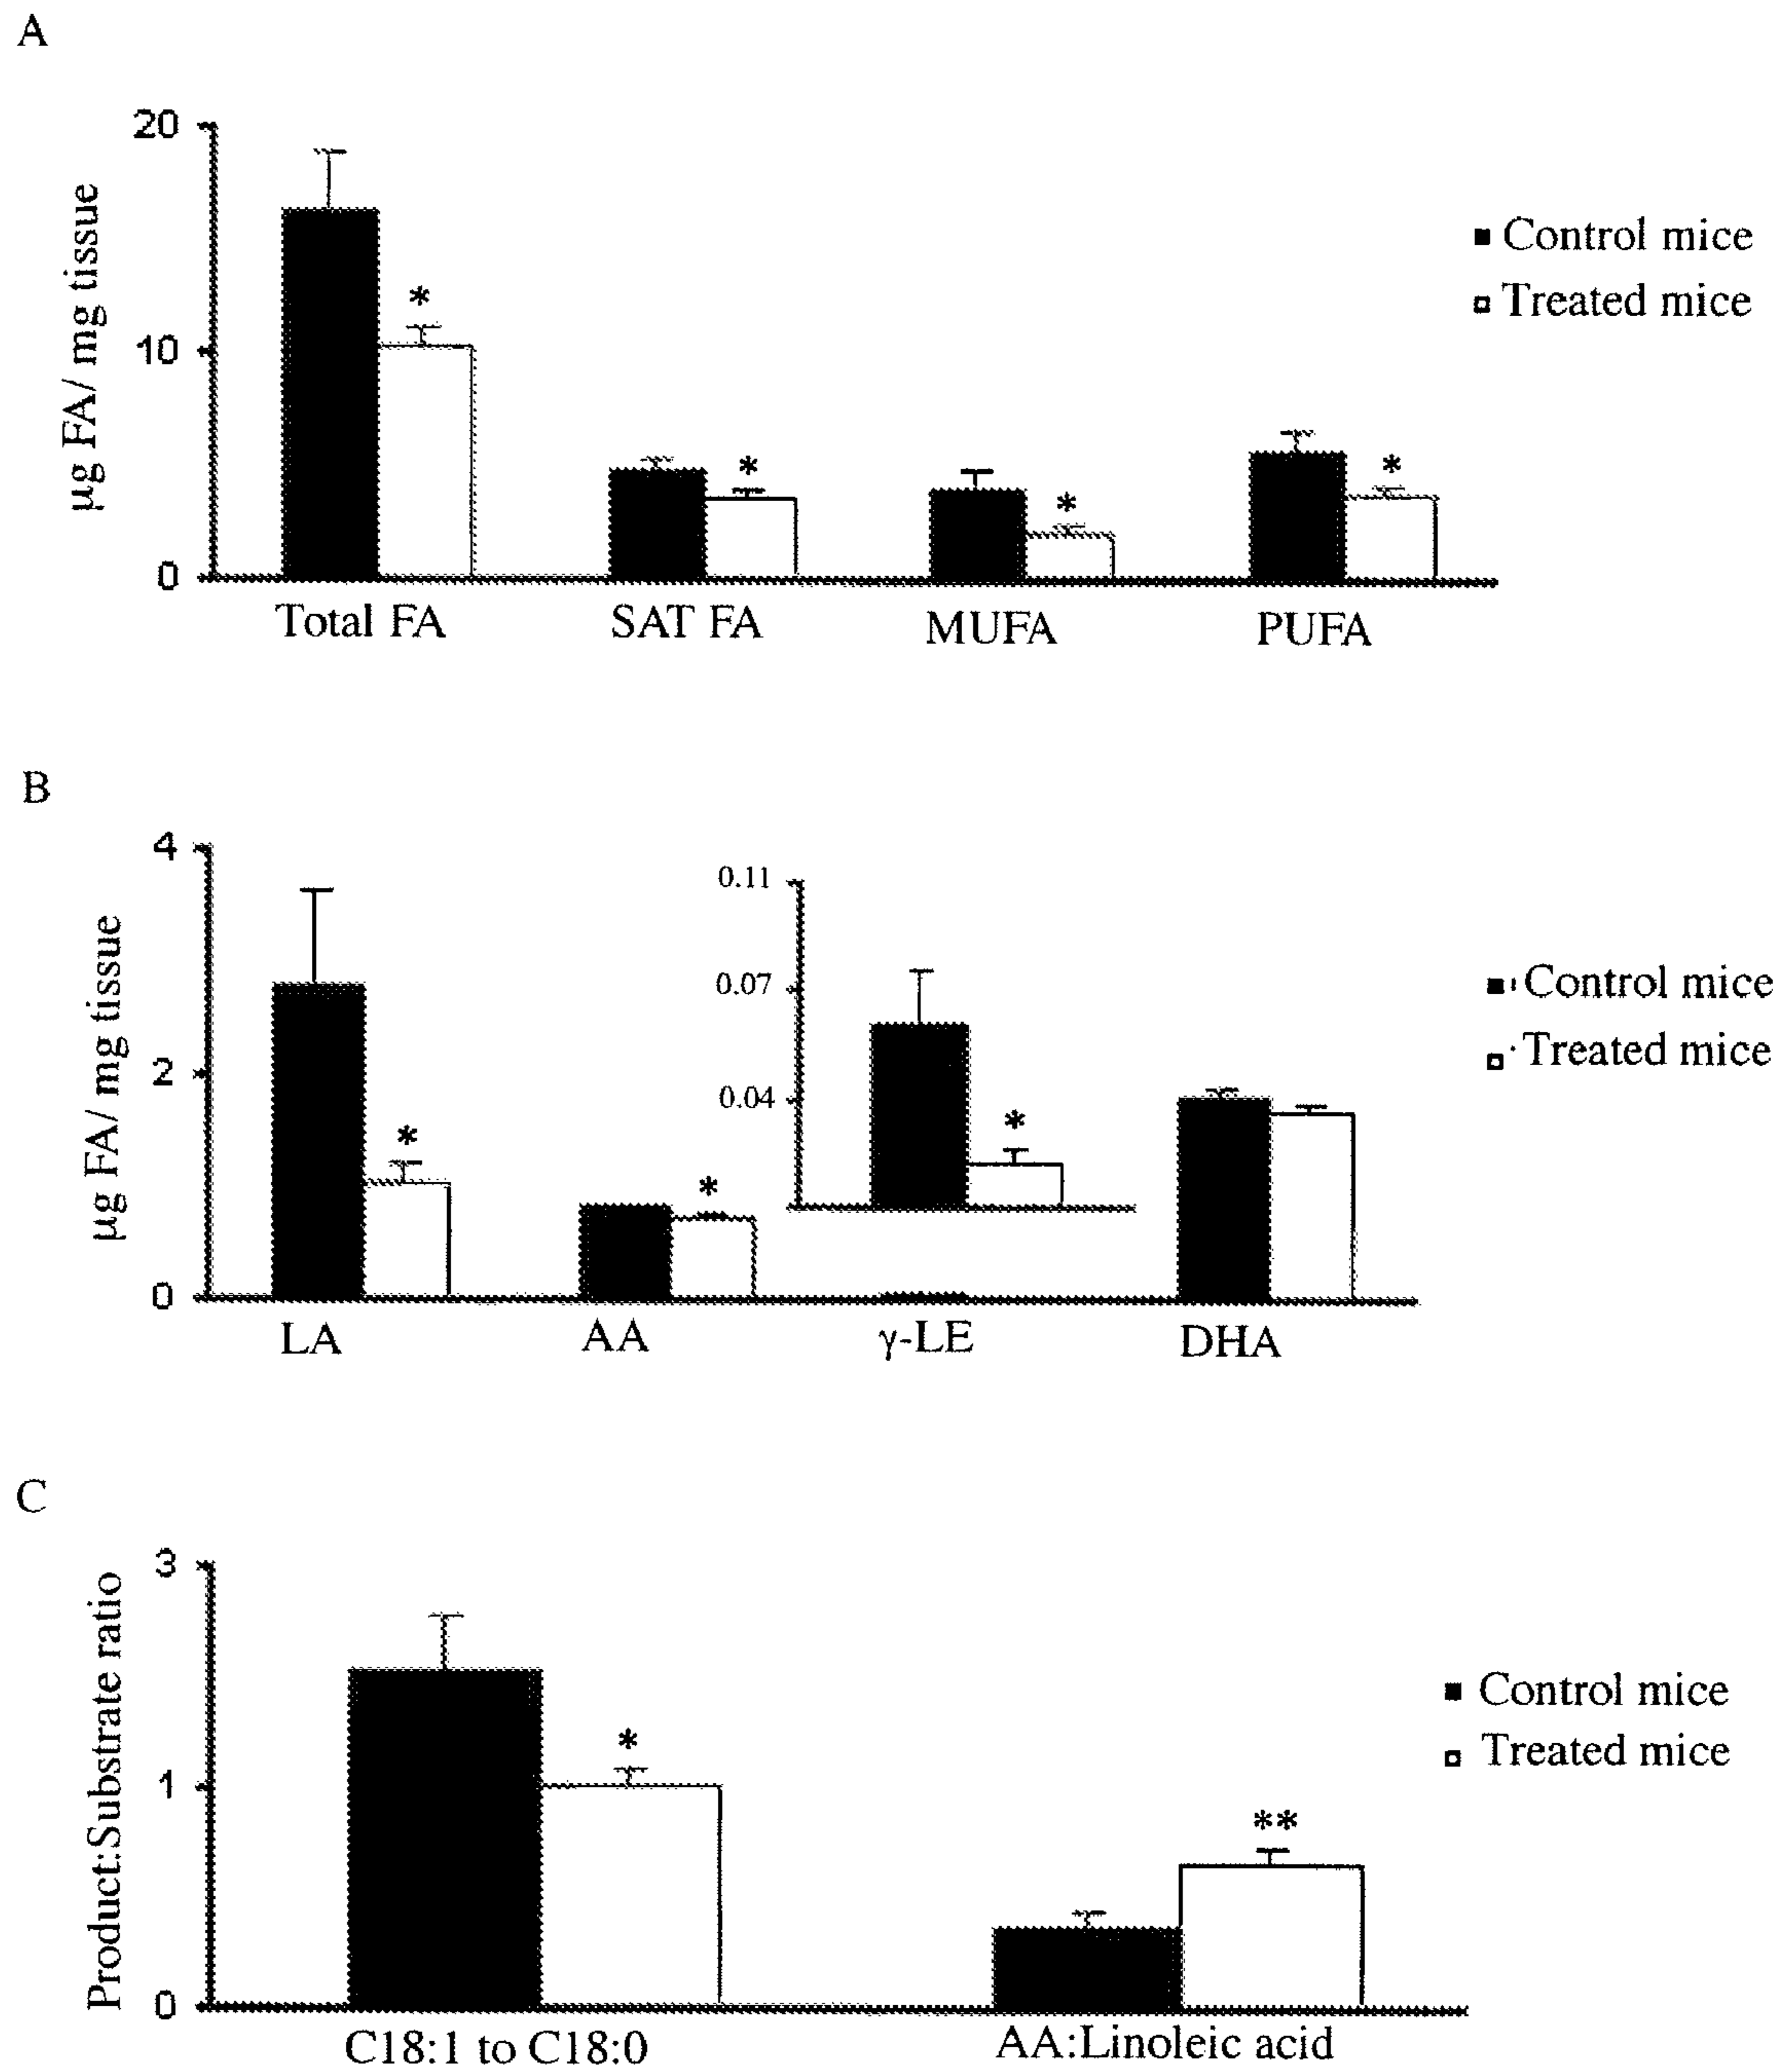 A
20
10
0
µg FA/ mg tissue
*
*
*
*
Control mice
Treated mice
Total FA
SAT FA
MUFA
PUFA
B
4
2
0
µg FA/ mg tissue
0.11
0.07
0.04
*
*
*
Control mice
Treated mice
LA
AA
γ-LE
DHA
C
3
1
0
Product:Substrate ratio
*
**
Control mice
Treated mice
C18:1 to C18:0
AA:Linoleic acid